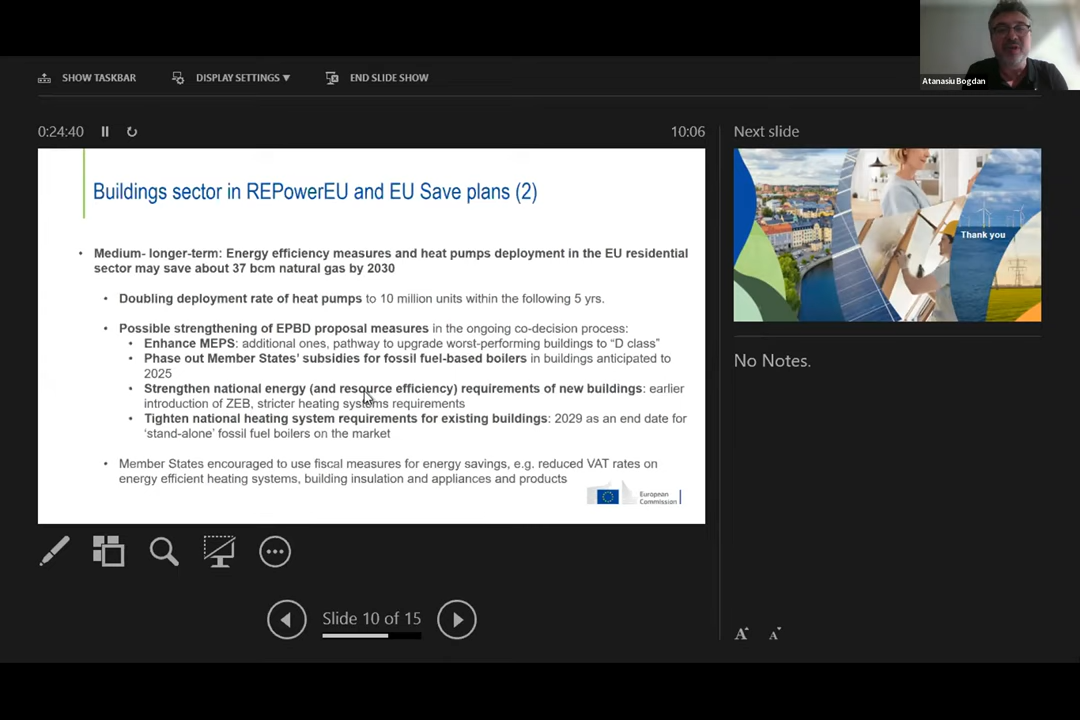 Atanasiu Bogdan
SHOW TASKBAR
DISPLAY SETTINGS ▼
END SLIDE SHOW
0:24:40
10:06
Next slide
Buildings sector in REPowerEU and EU Save plans (2)
• Medium- longer-term: Energy efficiency measures and heat pumps deployment in the EU residential
sector may save about 37 bcm natural gas by 2030
• Doubling deployment rate of heat pumps to 10 million units within the following 5 yrs.
• Possible strengthening of EPBD proposal measures in the ongoing co-decision process:
• Enhance MEPS: additional ones, pathway to upgrade worst-performing buildings to “D class”
• Phase out Member States’ subsidies for fossil fuel-based boilers in buildings anticipated to
2025
• Strengthen national energy (and resource efficiency) requirements of new buildings: earlier
introduction of ZEB, stricter heating systems requirements
• Tighten national heating system requirements for existing buildings: 2029 as an end date for
‘stand-alone’ fossil fuel boilers on the market
• Member States encouraged to use fiscal measures for energy savings, e.g. reduced VAT rates on
energy efficient heating systems, building insulation and appliances and products
European
Commission
Thank you
No Notes.
Slide 10 of 15
A A